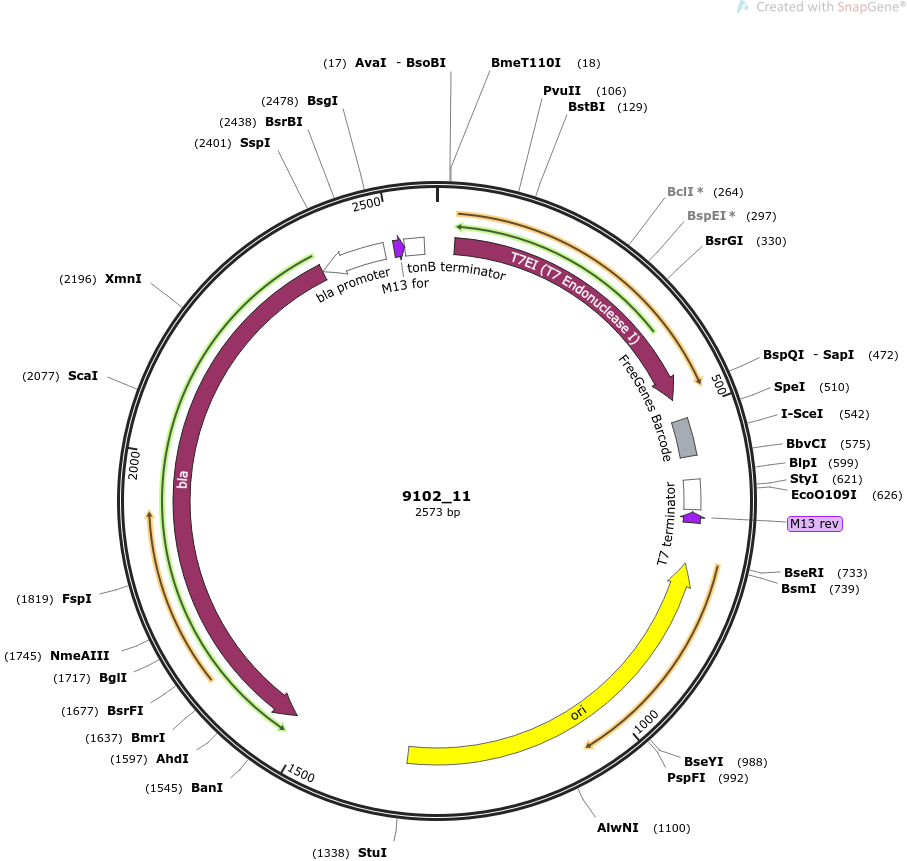 Created with SnapGene®
(17) AvaI - BsoBI
BmeT110I (18)
(2478) BsgI
PvuII (106)
(2438) BsrBI
BstBI (129)
(2401) SspI
2500
BclI * (264)
BspEI * (297)
BsrGI (330)
T7EI (T7 Endonuclease I)
tonB terminator
bla promoter
M13 for
(2196) XmnI
FreeGenes Barcode
BspQI - SapI (472)
(2077) ScaI
500
SpeI (510)
I-SceI (542)
BbvCI (575)
2000
BlpI (599)
bla
StyI (621)
9102_11
EcoO109I (626)
2573 bp
T7 terminator
M13 rev
BseRI (733)
BsmI (739)
(1819) FspI
(1745) NmeAIII
(1717) BglI
(1677) BsrFI
ori
1000
(1637) BmrI
(1597) AhdI
BseYI (988)
1500
PspFI (992)
(1545) BanI
AlwNI (1100)
(1338) StuI